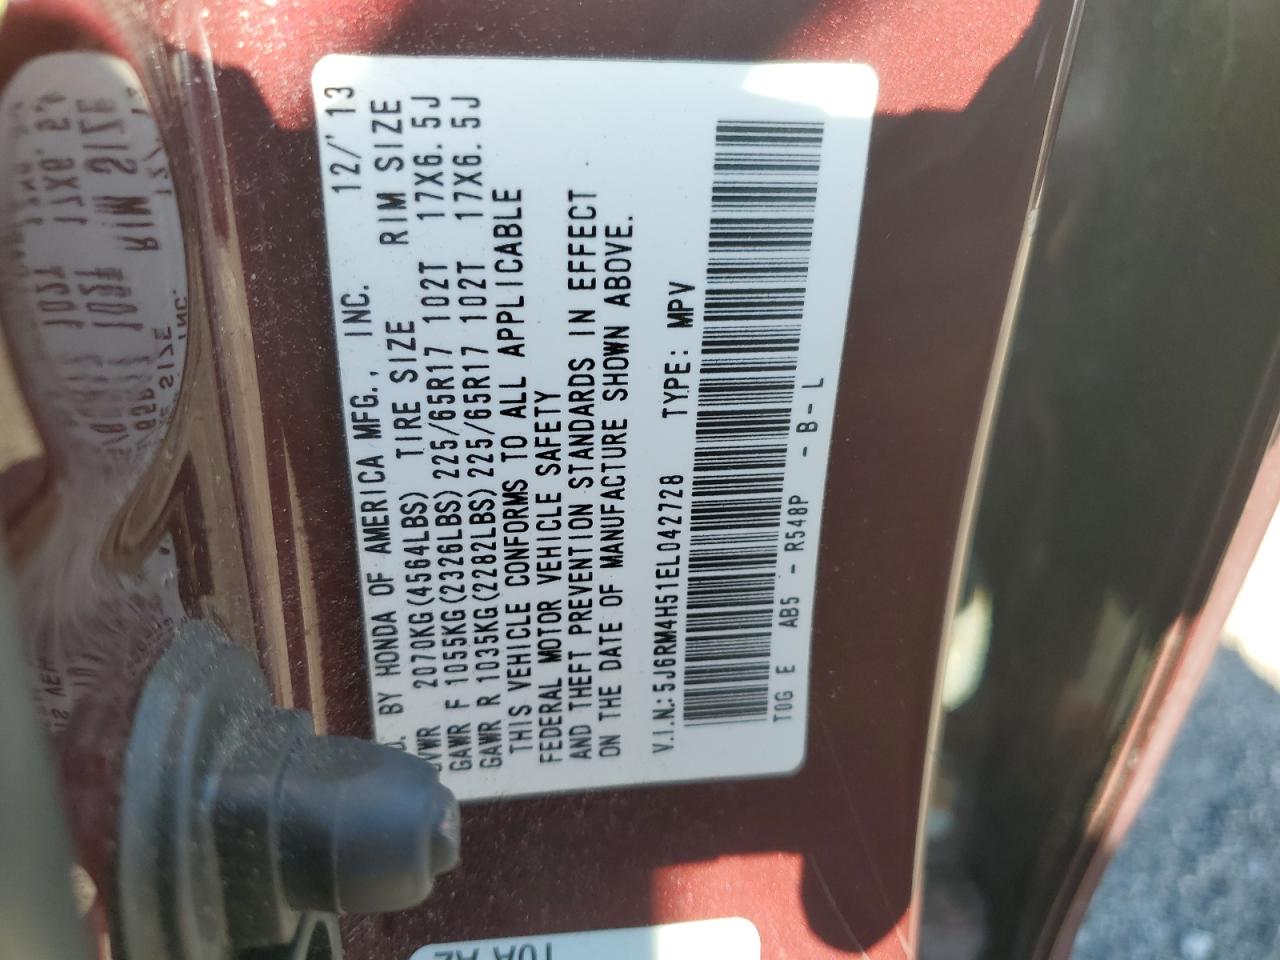 D. BY HONDA OF AMERICA MFG., INC. 12/'13
GVWR 2070KG(4564LBS) TIRE SIZE RIM SIZE
GAWR F 1055KG(2326LBS) 225/65R17 102T 17X6.5J
GAWR R 1035KG(2282LBS) 225/65R17 102T 17X6.5J
THIS VEHICLE CONFORMS TO ALL APPLICABLE
FEDERAL MOTOR VEHICLE SAFETY
AND THEFT PREVENTION STANDARDS IN EFFECT
ON THE DATE OF MANUFACTURE SHOWN ABOVE.
V.I.N.: 5J6RM4H51EL042728 TYPE: MPV
T0G E AB5 - R548P - B - L